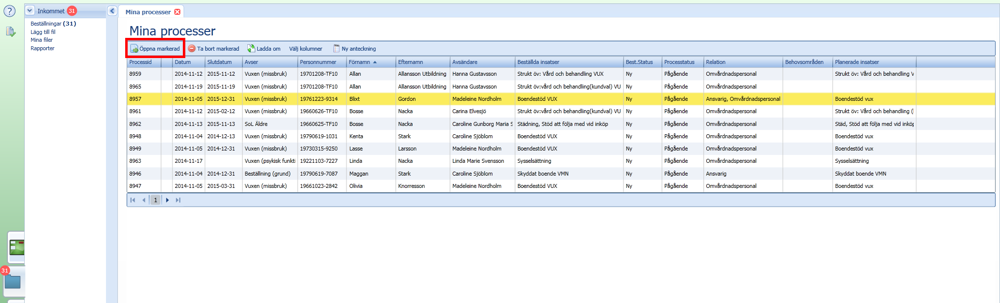 ?
Inkommet 31
Beställningar (31)
Lägg till fil
Mina filer
Rapporter
31
Mina processer
Mina processer
Öppna markerad Ta bort markerad Ladda om Välj kolumner Ny anteckning
Processid Datum Slutdatum Avser Personnummer Förnamn Efternamn Avsändare Beställda insatser Best.Status Processtatus Relation Behovsområden Planerade insatser
8959 2014-11-12 2015-11-12 Vuxen (missbruk) 19701208-TF10 Allan Allansson Utbildning Hanna Gustavsson Strukt öv: Vård och behandling VUX Ny Pågående Omvårdnadspersonal Strukt öv: Vård och behandling V
8965 2014-11-19 2015-11-19 Vuxen (missbruk) 19701208-TF10 Allan Allansson Utbildning Hanna Gustavsson Strukt öv:vård och behandling(kundval) VU Ny Pågående Omvårdnadspersonal
8957 2014-11-05 2015-12-31 Vuxen (missbruk) 19761223-9314 Blixt Gordon Madeleine Nordholm Boendestöd VUX Ny Pågående Ansvarig, Omvårdnadspersonal Boendestöd vux
8961 2014-11-12 2015-02-12 Vuxen (missbruk) 19660626-TF10 Bosse Nacka Carina Elvesjö Strukt öv:vård och behandling(kundval) VU Ny Pågående Omvårdnadspersonal Strukt öv: Vård och behandling (
8962 2014-11-13 2015-11-13 SoL Äldre 19660625-TF10 Bosse Nacka Caroline Gunborg Maria S Städning, Stöd att följa med vid inköp Ny Pågående Omvårdnadspersonal Städ, Stöd att följa med vid inköp
8948 2014-11-04 2014-12-13 Vuxen (missbruk) 19790619-1031 Kenta Stark Caroline Sjöblom Boendestöd VUX Ny Pågående Omvårdnadspersonal Boendestöd vux
8949 2014-11-05 2014-12-31 Vuxen (missbruk) 19730315-9250 Lasse Larsson Madeleine Nordholm Boendestöd VUX Ny Pågående Omvårdnadspersonal Boendestöd vux
8963 2014-11-17 Vuxen (psykisk funkti 19221103-7227 Linda Nacka Linda Marie Svensson Sysselsättning Ny Pågående Omvårdnadspersonal Sysselsättning
8946 2014-11-04 2014-12-31 Beställning (grund) 19790619-7087 Maggan Stark Caroline Sjöblom Skyddat boende VMN Ny Pågående Ansvarig Skyddat boende VMN
8947 2014-11-05 2015-03-31 Vuxen (missbruk) 19661023-2842 Olivia Knorresson Madeleine Nordholm Boendestöd VUX Ny Pågående Omvårdnadspersonal Boendestöd vux
1